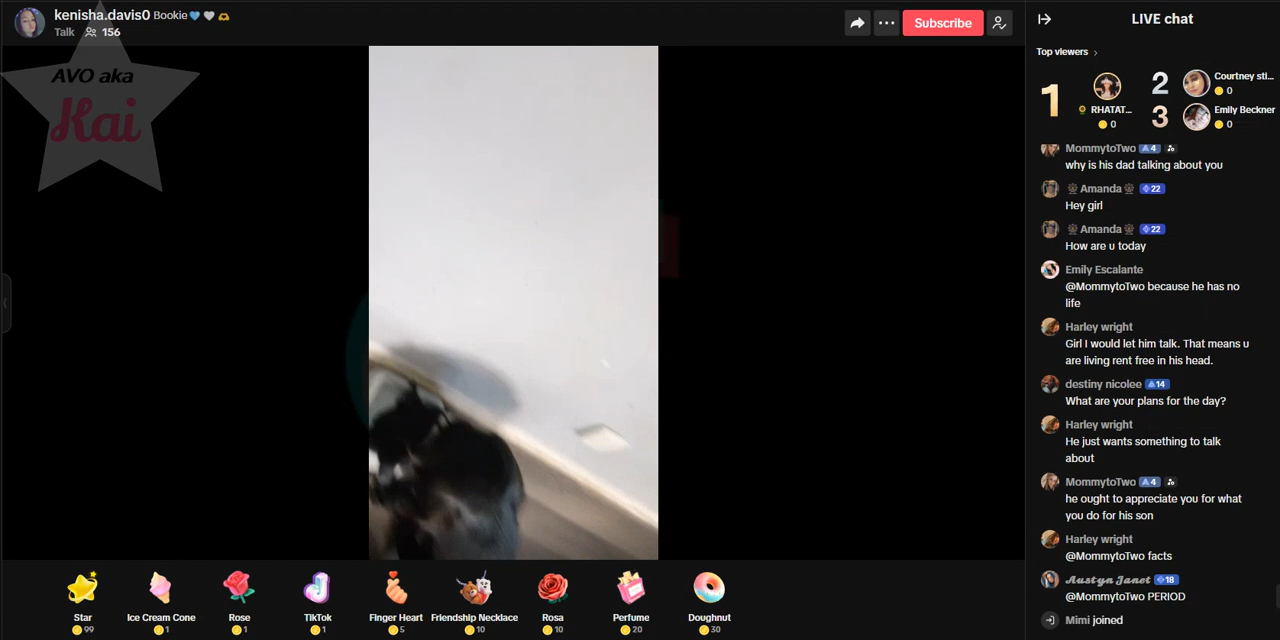 kenisha.davis0 Bookie💙🤍🫶
Talk 156
Subscribe
AVO aka
Kai
LIVE chat
Top viewers >
1 RHATAT... 0
2 Courtney sti... 0
3 Emily Beckner 0
MommytoTwo 4
why is his dad talking about you
Amanda 22
Hey girl
Amanda 22
How are u today
Emily Escalante
@MommytoTwo because he has no
life
Harley wright
Girl I would let him talk. That means u
are living rent free in his head.
destiny nicolee 14
What are your plans for the day?
Harley wright
He just wants something to talk
about
MommytoTwo 4
he ought to appreciate you for what
you do for his son
Harley wright
@MommytoTwo facts
𝓐𝓾𝓼𝓽𝔂𝓷 𝓙𝓪𝓷𝓮𝓽 18
@MommytoTwo PERIOD
Mimi joined
Star
99
Ice Cream Cone
1
Rose
1
TikTok
1
Finger Heart
5
Friendship Necklace
10
Rosa
10
Perfume
20
Doughnut
30